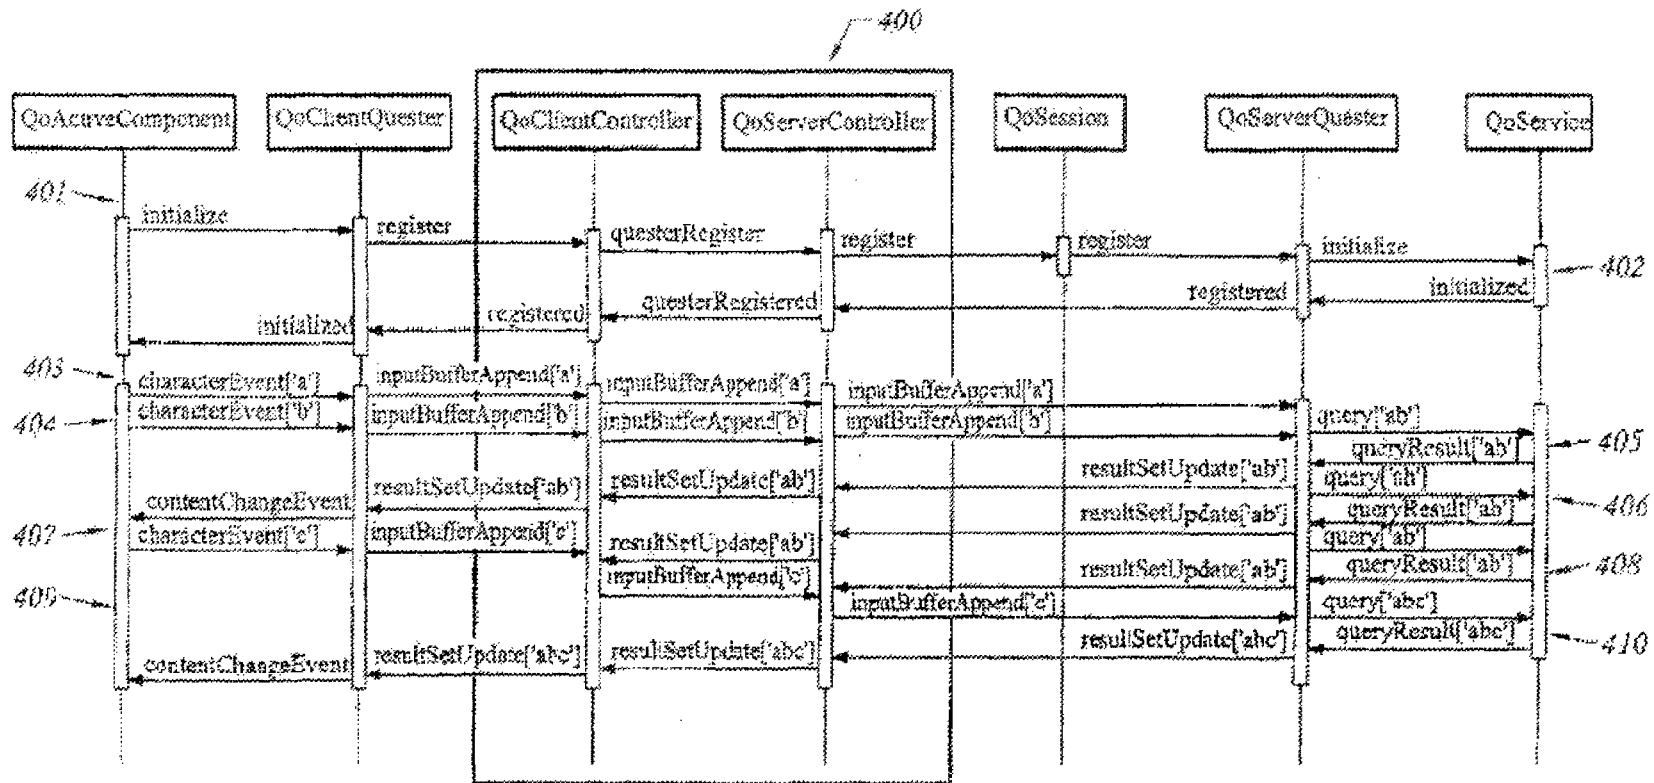 400
QoActiveComponent
QoClientQuester
QoClientController
QoServerController
QoSession
QoServerQuester
QoService
401
initialize
register
questerRegister
register
register
initialize
402
initialized
registered
questerRegistered
registered
initialized
403
characterEvent['a']
inputBufferAppend['a']
inputBufferAppend['a']
inputBufferAppend['a']
404
characterEvent['b']
inputBufferAppend['b']
inputBufferAppend['b']
inputBufferAppend['b']
query['ab']
405
queryResult['ab']
resultSetUpdate['ab']
resultSetUpdate['ab']
resultSetUpdate['ab']
contentChangeEvent
query['ab']
406
queryResult['ab']
resultSetUpdate['ab']
407
characterEvent['c']
inputBufferAppend['c']
resultSetUpdate['ab']
query['ab']
queryResult['ab']
408
resultSetUpdate['ab']
inputBufferAppend['c']
409
inputBufferAppend['c']
query['abc']
queryResult['abc']
410
resultSetUpdate['abc']
resultSetUpdate['abc']
resultSetUpdate['abc']
contentChangeEvent